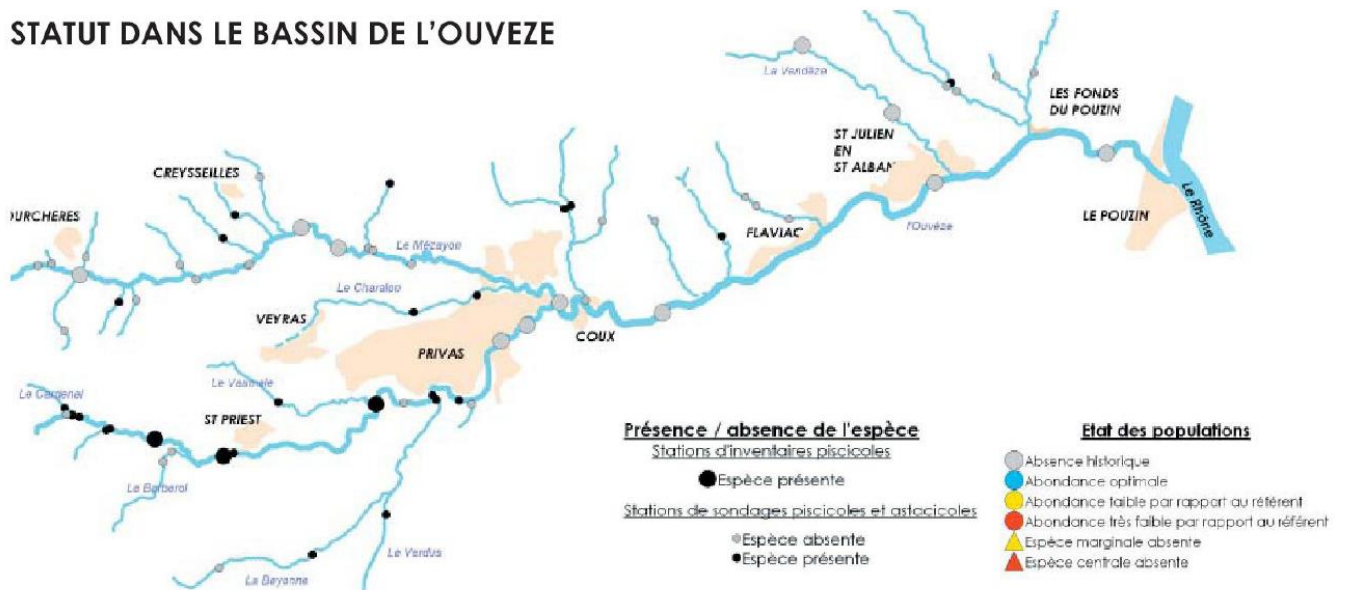 STATUT DANS LE BASSIN DE L'OUVEZE
La Vendèze
LES FONDS
DU POUZIN
ST JULIEN
EN
ST ALBAN
CREYSSEILLES
OURCHERES
Le Mézayon
FLAVIAC
l'Ouvèze
LE POUZIN
Le Rhône
Le Charalon
VEYRAS
COUX
PRIVAS
Le Cardenal
ST PRIEST
Le Verdus
La Bayonne
Présence / absence de l'espèce
Stations d'inventaires piscicoles
Espèce présente
Stations de sondages piscicoles et astacicoles
Espèce absente
Espèce présente
Etat des populations
Absence historique
Abondance optimale
Abondance faible par rapport au référent
Abondance très faible par rapport au référent
Espèce marginale absente
Espèce centrale absente